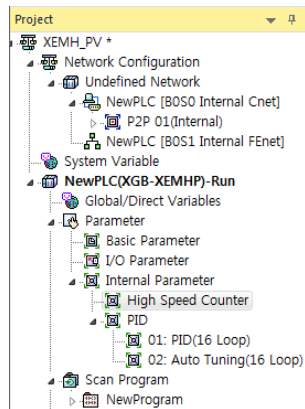 Project
XEMH_PV *
Network Configuration
Undefined Network
NewPLC [B0S0 Internal Cnet]
P2P 01(Internal)
NewPLC [B0S1 Internal FEnet]
System Variable
NewPLC(XGB-XEMHP)-Run
Global/Direct Variables
Parameter
Basic Parameter
I/O Parameter
Internal Parameter
High Speed Counter
PID
01: PID(16 Loop)
02: Auto Tuning(16 Loop)
Scan Program
NewProgram